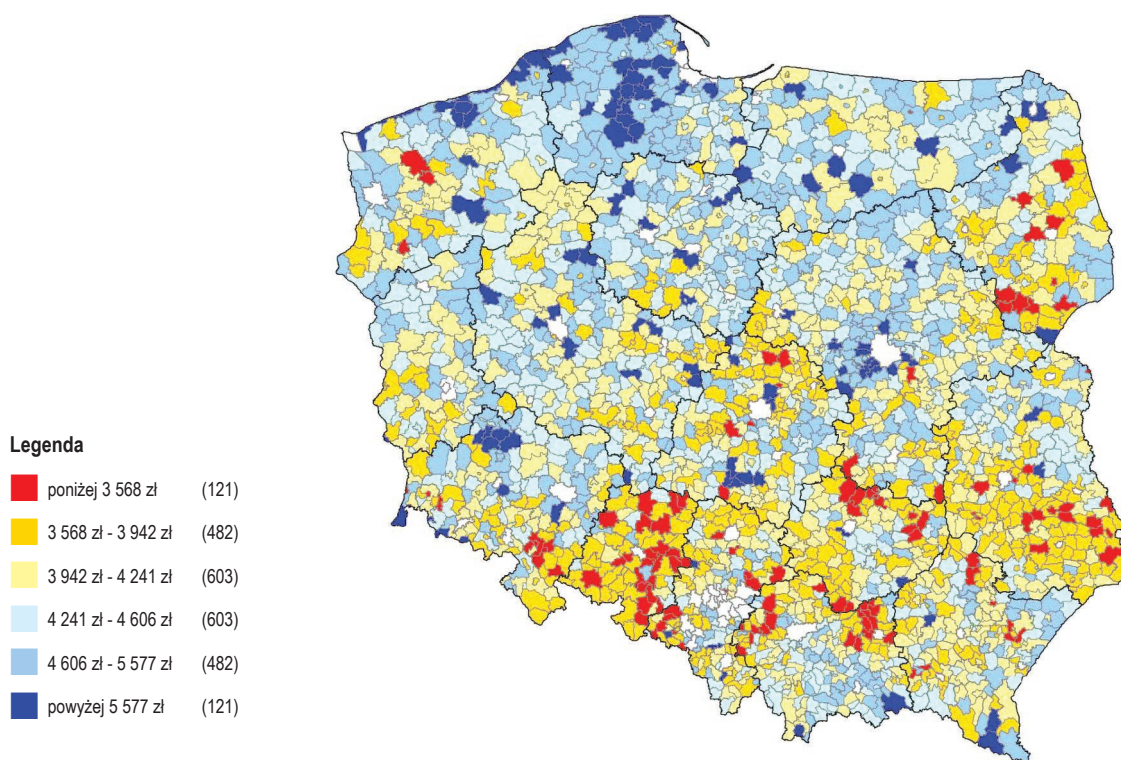 Legenda
poniżej 3 568 zł (121)
3 568 zł - 3 942 zł (482)
3 942 zł - 4 241 zł (603)
4 241 zł - 4 606 zł (603)
4 606 zł - 5 577 zł (482)
powyżej 5 577 zł (121)